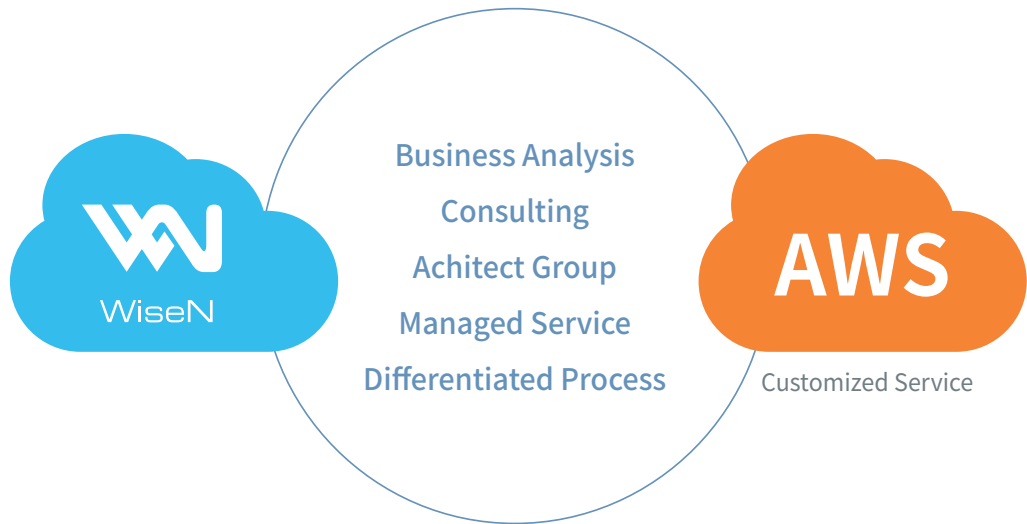 WiseN
Business Analysis
Consulting
Achitect Group
Managed Service
Differentiated Process
AWS
Customized Service